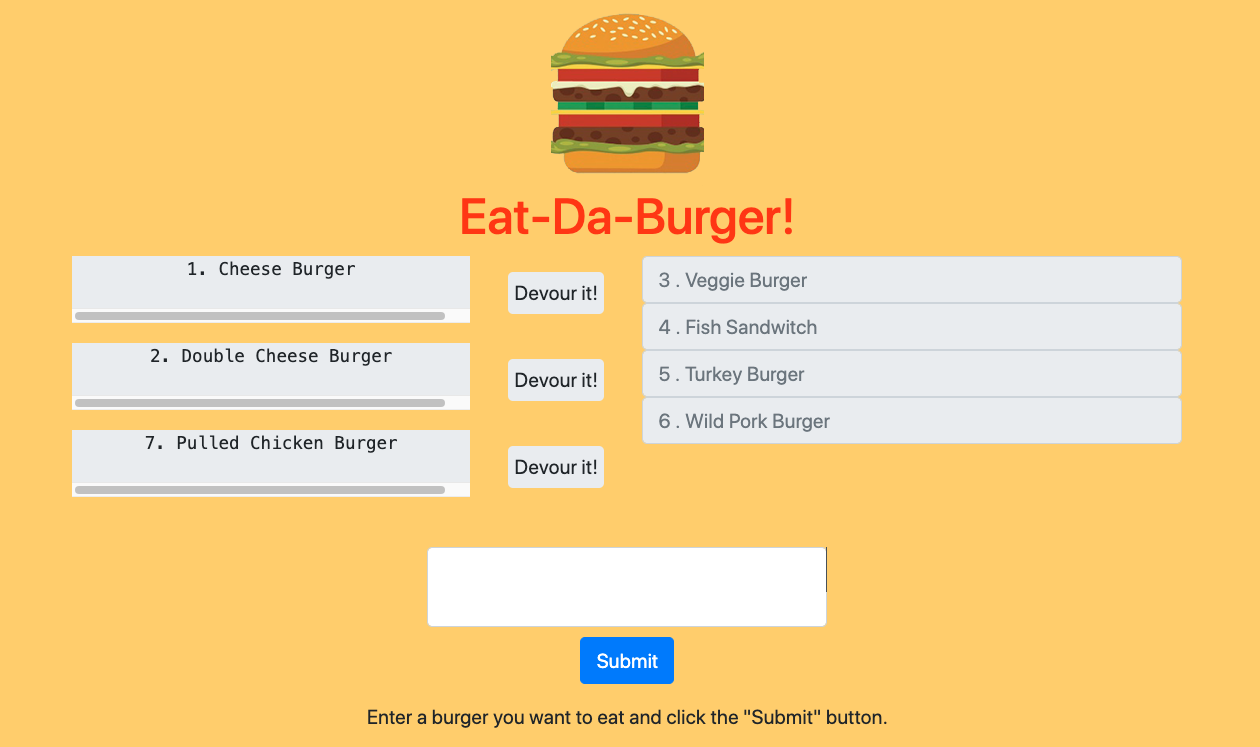 Eat-Da-Burger!
1. Cheese Burger
Devour it!
2. Double Cheese Burger
Devour it!
7. Pulled Chicken Burger
Devour it!
3 . Veggie Burger
4 . Fish Sandwitch
5 . Turkey Burger
6 . Wild Pork Burger
Submit
Enter a burger you want to eat and click the "Submit" button.